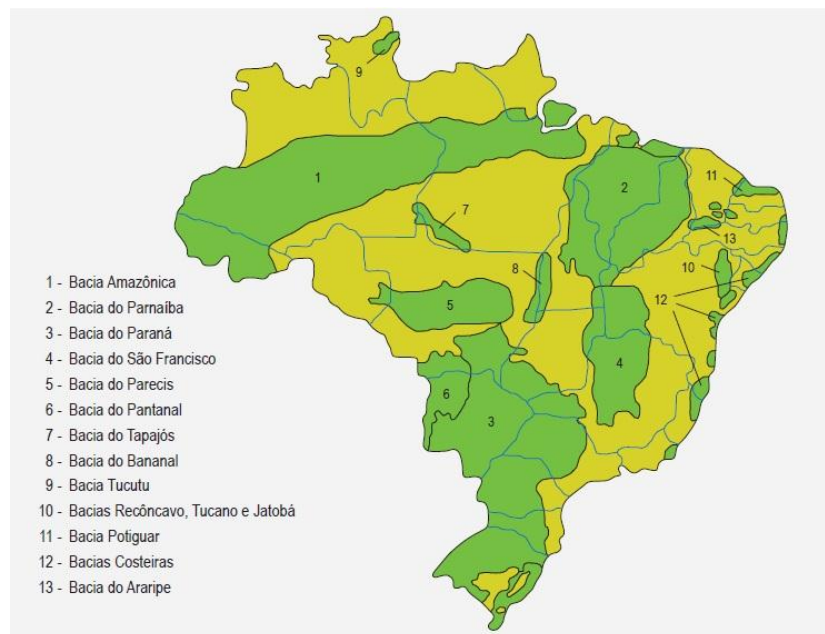 9
1
7
2
11
13
10
8
12
5
4
6
3
1 - Bacia Amazônica
2 - Bacia do Parnaíba
3 - Bacia do Paraná
4 - Bacia do São Francisco
5 - Bacia do Parecis
6 - Bacia do Pantanal
7 - Bacia do Tapajós
8 - Bacia do Bananal
9 - Bacia Tucutu
10 - Bacias Recôncavo, Tucano e Jatobá
11 - Bacia Potiguar
12 - Bacias Costeiras
13 - Bacia do Araripe